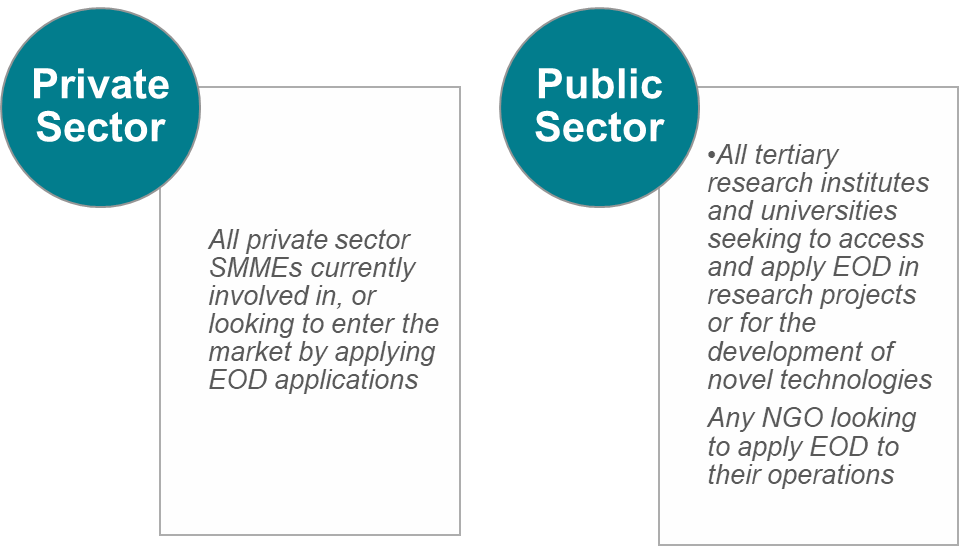 Private
Sector
All private sector
SMMEs currently
involved in, or
looking to enter the
market by applying
EOD applications
Public
Sector
•All tertiary
research institutes
and universities
seeking to access
and apply EOD in
research projects
or for the
development of
novel technologies
Any NGO looking
to apply EOD to
their operations